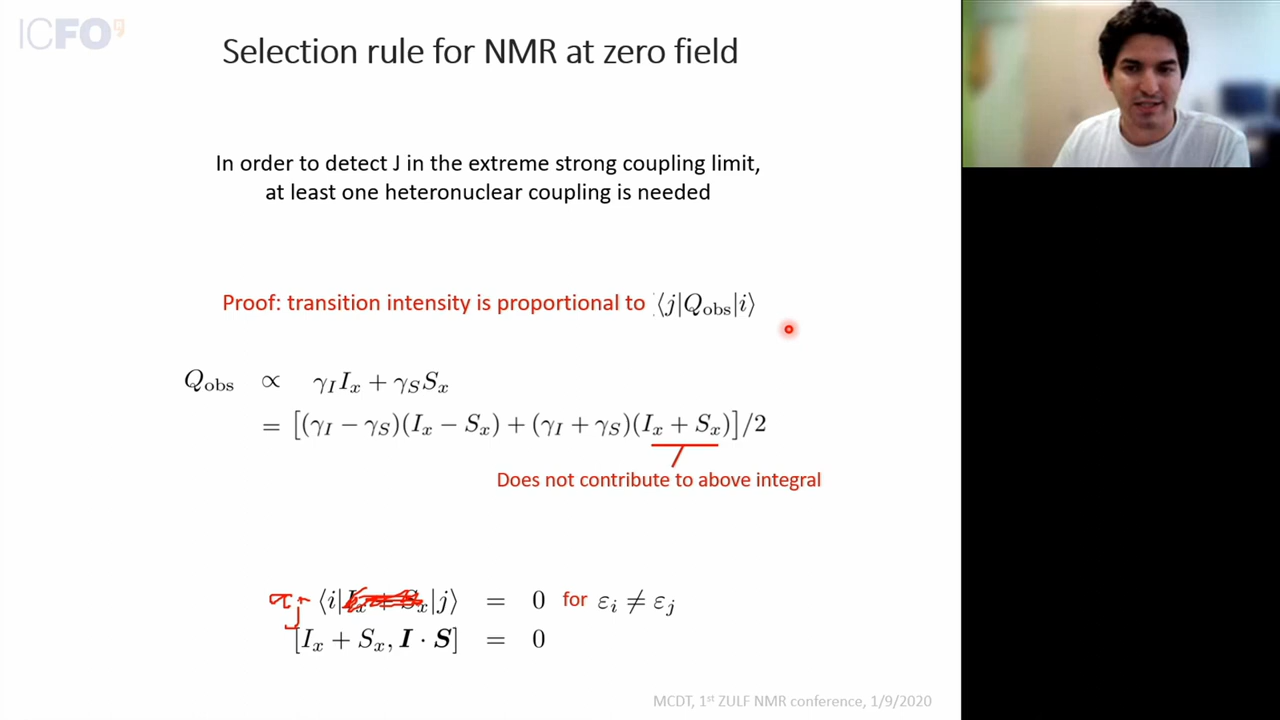 ICFO
Selection rule for NMR at zero field
In order to detect J in the extreme strong coupling limit,
at least one heteronuclear coupling is needed
Proof: transition intensity is proportional to ⟨j|Q_obs|i⟩
Q_obs ∝ γ_I I_x + γ_S S_x
= [(γ_I − γ_S)(I_x − S_x) + (γ_I + γ_S)(I_x + S_x)]/2
Does not contribute to above integral
⟨i| |j⟩ = 0 for ε_i ≠ ε_j
[I_x + S_x, I · S] = 0
MCDT, 1st ZULF NMR conference, 1/9/2020